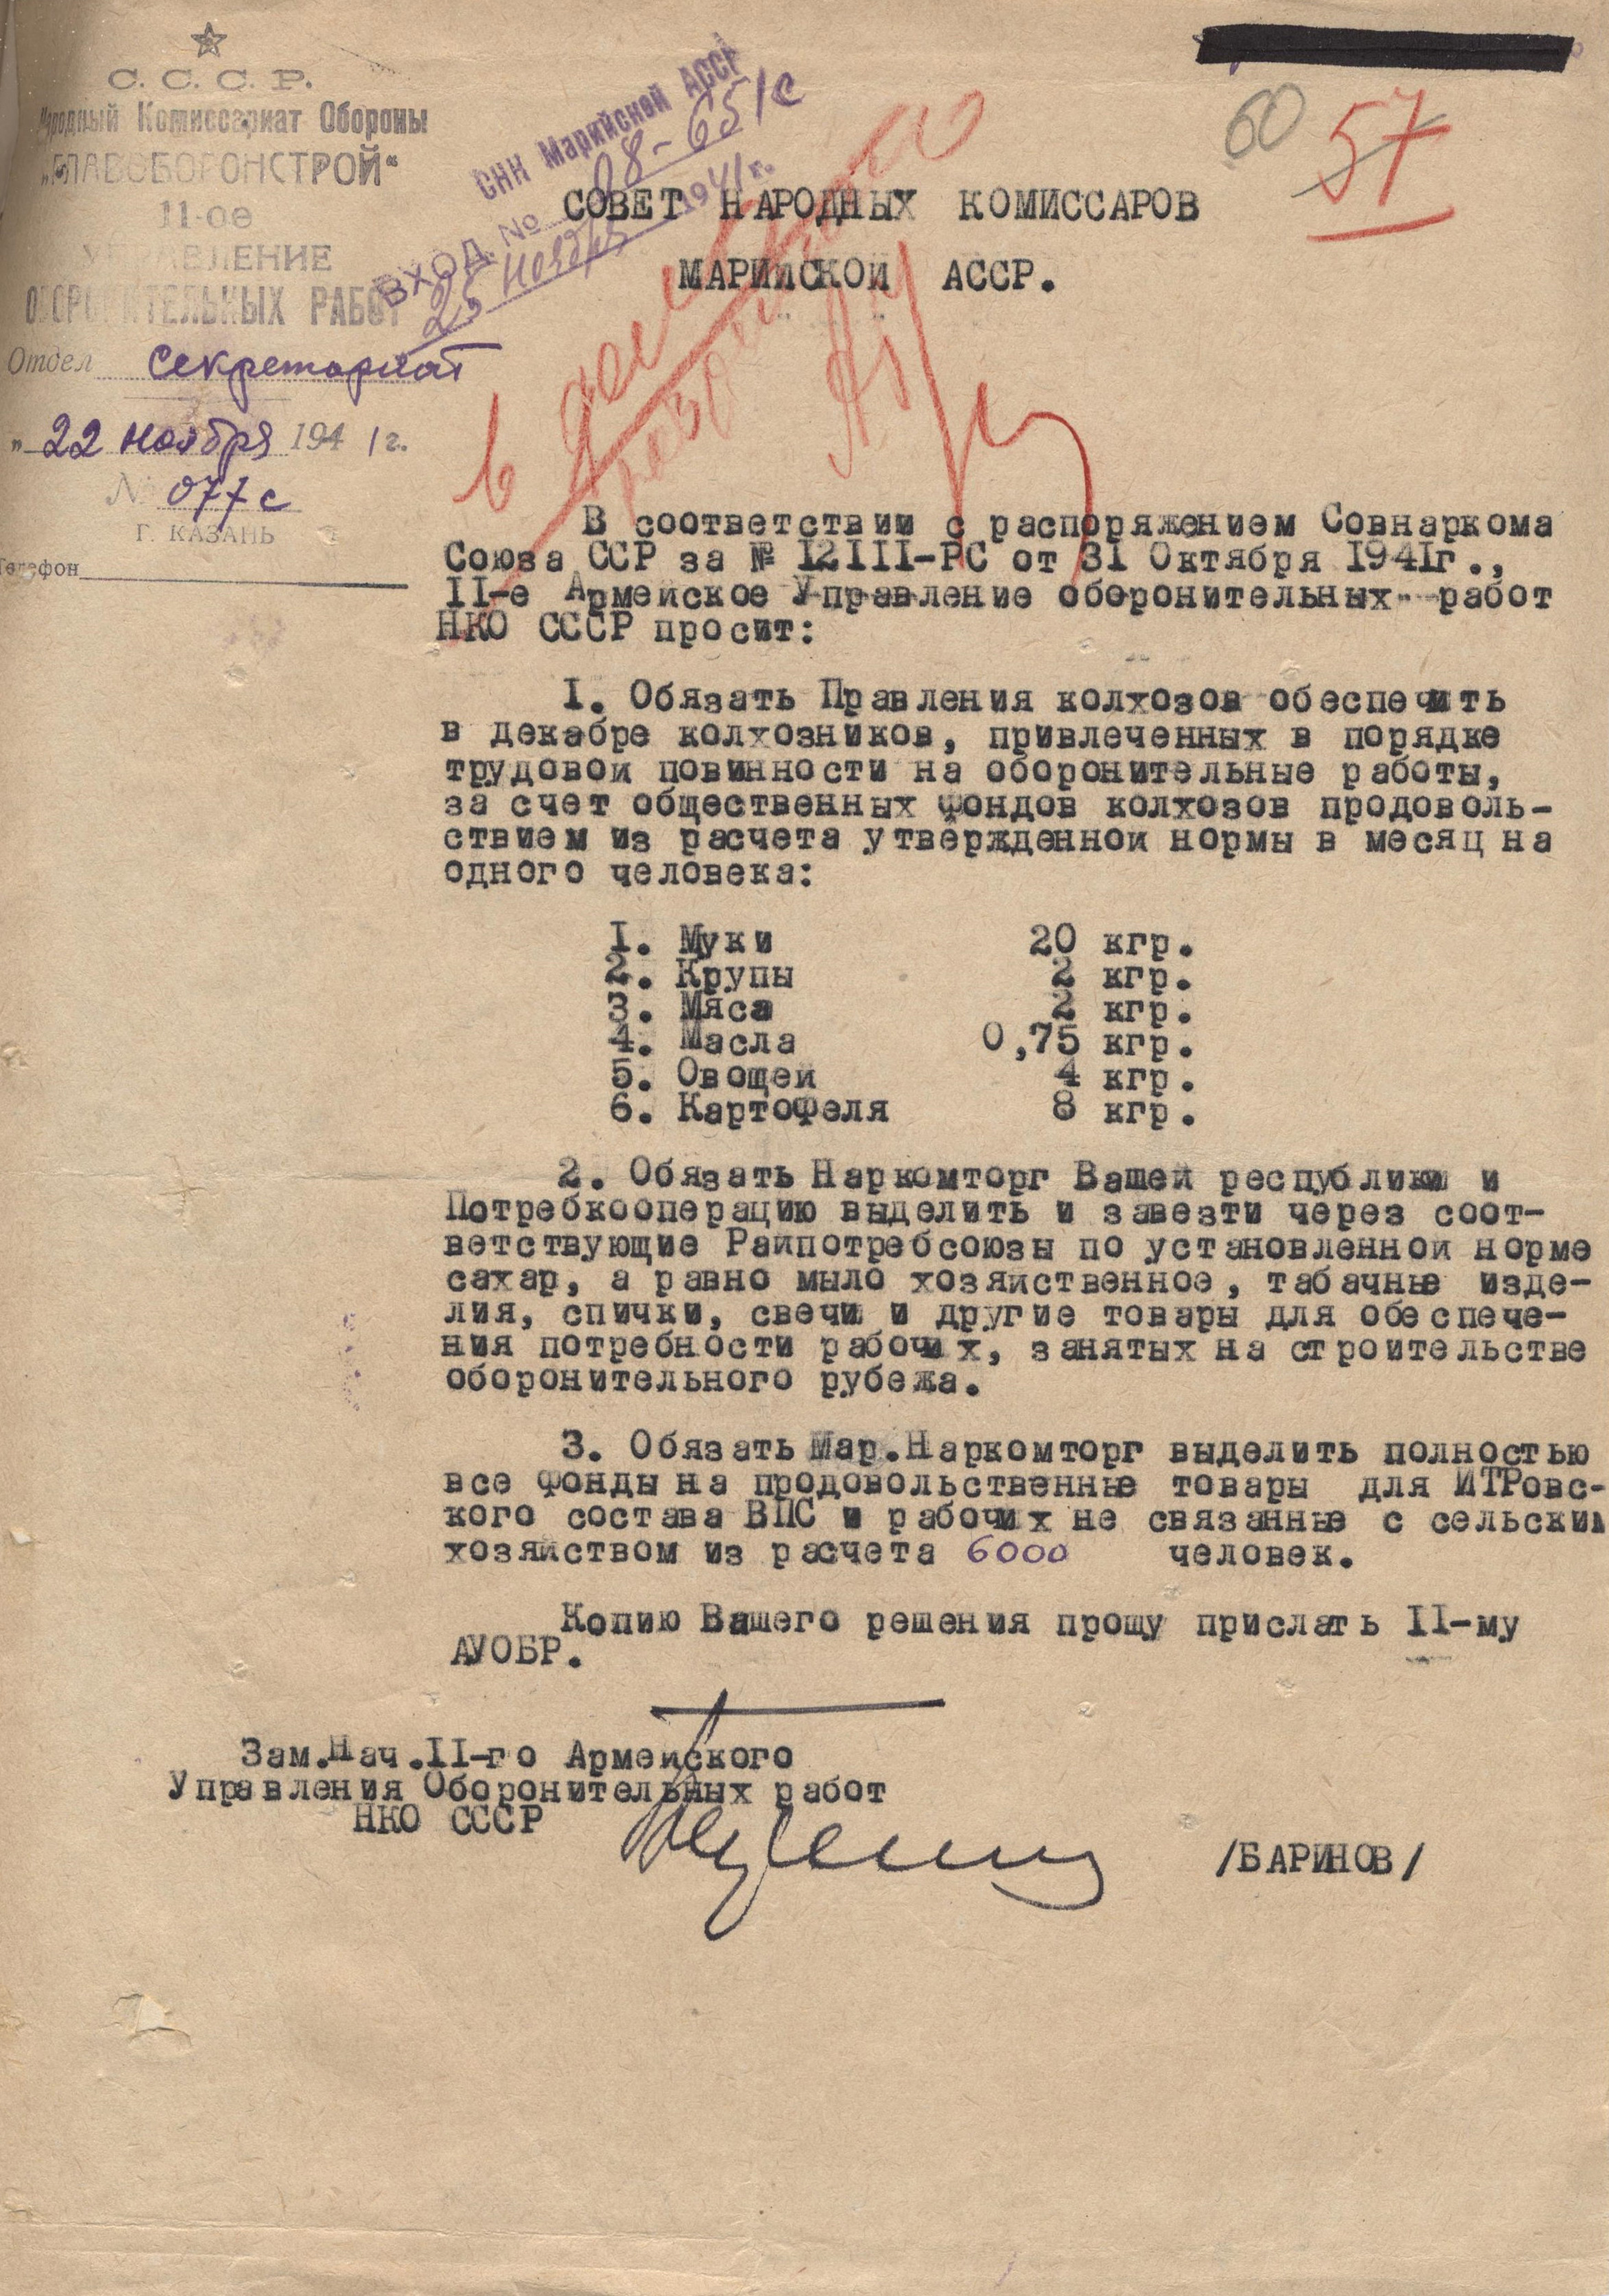 С. С. С. Р.
Народный Комиссариат Обороны
„ГЛАВОБОРОНСТРОЙ“
11-ое
УПРАВЛЕНИЕ
ОБОРОНИТЕЛЬНЫХ РАБОТ
Отдел Секретариат
„22 ноября 1941 г.
№ 077с
Г. КАЗАНЬ
Телефон
СНК Марийской АССР
ВХОД. № 08-651с
25 ноября 1941 г.
60 57
СОВЕТ НАРОДНЫХ КОМИССАРОВ
МАРИЙСКОЙ АССР.
В соответствии с распоряжением Совнаркома
Союза ССР за № 12111-РС от 31 Октября 1941г.,
II-е Армейское Управление оборонительных работ
НКО СССР просит:
I. Обязать Правления колхозов обеспечить
в декабре колхозников, привлеченных в порядке
трудовой повинности на оборонительные работы,
за счет общественных фондов колхозов продоволь-
ствием из расчета утвержденной нормы в месяц на
одного человека:
I. Муки 20 кгр.
2. Крупы 2 кгр.
3. Мяса 2 кгр.
4. Масла 0,75 кгр.
5. Овощей 4 кгр.
6. Картофеля 8 кгр.
2. Обязать Наркомторг Вашей республики и
Потребкооперацию выделить и завезти через соот-
ветствующие Райпотребсоюзы по установленной норме
сахар, а равно мыло хозяйственное, табачные изде-
лия, спички, свечи и другие товары для обеспече-
ния потребности рабочих, занятых на строительстве
оборонительного рубежа.
3. Обязать Мар.Наркомторг выделить полностью
все фонды на продовольственные товары для ИТРовс-
кого состава ВПС и рабочих не связанные с сельским
хозяйством из расчета 6000 человек.
Копию Вашего решения прошу прислать II-му
АУОБР.
Зам.Нач.II-го Армейского
Управления Оборонительных работ
НКО СССР
/БАРИНОВ/